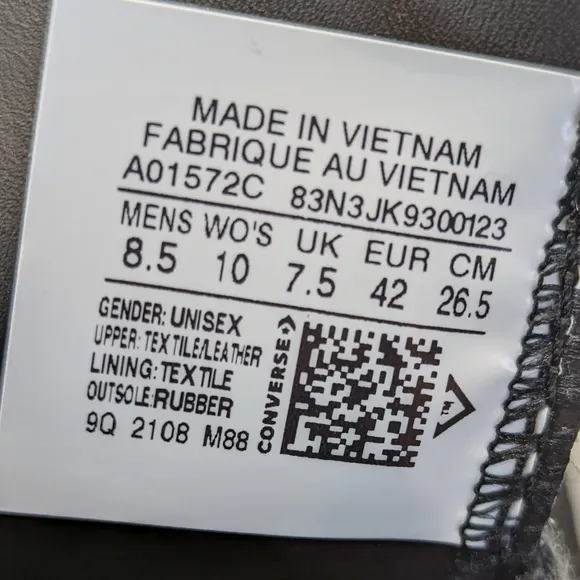 MADE IN VIETNAM
FABRIQUE AU VIETNAM
A01572C 83N3JK9300123
MENS WO'S UK EUR CM
8.5 10 7.5 42 26.5
GENDER: UNISEX
UPPER: TEXTILE/LEATHER
LINING: TEXTILE
OUTSOLE:RUBBER
9Q 2108 M88
CONVERSE